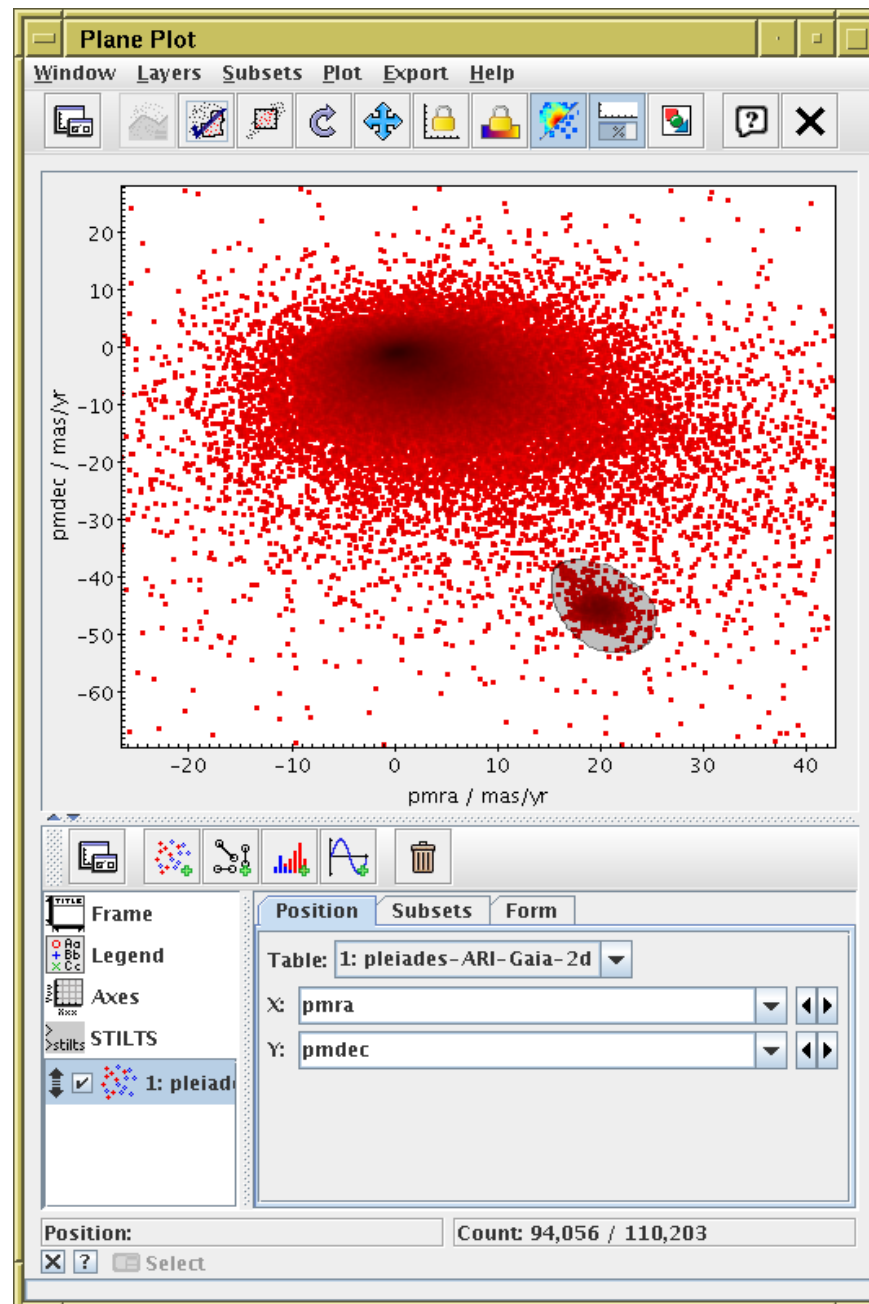 Plane Plot
Window Layers Subsets Plot Export Help
20
10
0
-10
-20
-30
-40
-50
-60
pmdec / mas/yr
-20 -10 0 10 20 30 40
pmra / mas/yr
Frame
Legend
Axes
STILTS
1: pleiad
Position Subsets Form
Table: 1: pleiades-ARI-Gaia-2d
X: pmra
Y: pmdec
Position:
Count: 94,056 / 110,203
Select